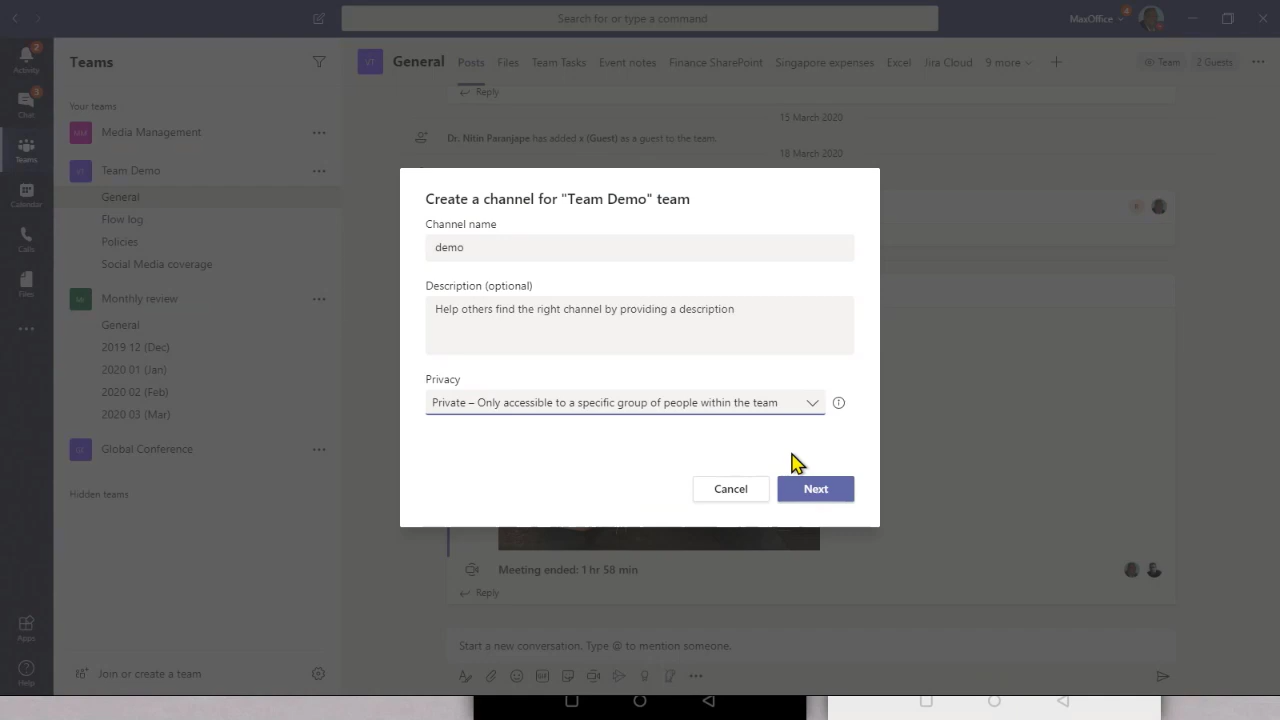 Search for or type a command
MaxOffice
4
2
Activity
3
Chat
Teams
Calendar
Calls
Files
Apps
Help
Teams
Your teams
MM
Media Management
Team Demo
General
Flow log
Policies
Social Media coverage
Monthly review
General
2019 12 (Dec)
2020 01 (Jan)
2020 02 (Feb)
2020 03 (Mar)
Global Conference
Hidden teams
Join or create a team
VT
General
Posts
Files
Team Tasks
Event notes
Finance SharePoint
Singapore expenses
Excel
Jira Cloud
9 more
Team
2 Guests
Reply
15 March 2020
Dr. Nitin Paranjape has added x (Guest) as a guest to the team.
18 March 2020
Create a channel for "Team Demo" team
Channel name
demo
Description (optional)
Help others find the right channel by providing a description
Privacy
Private – Only accessible to a specific group of people within the team
Cancel
Next
Meeting ended: 1 hr 58 min
Reply
Start a new conversation. Type @ to mention someone.
GIF